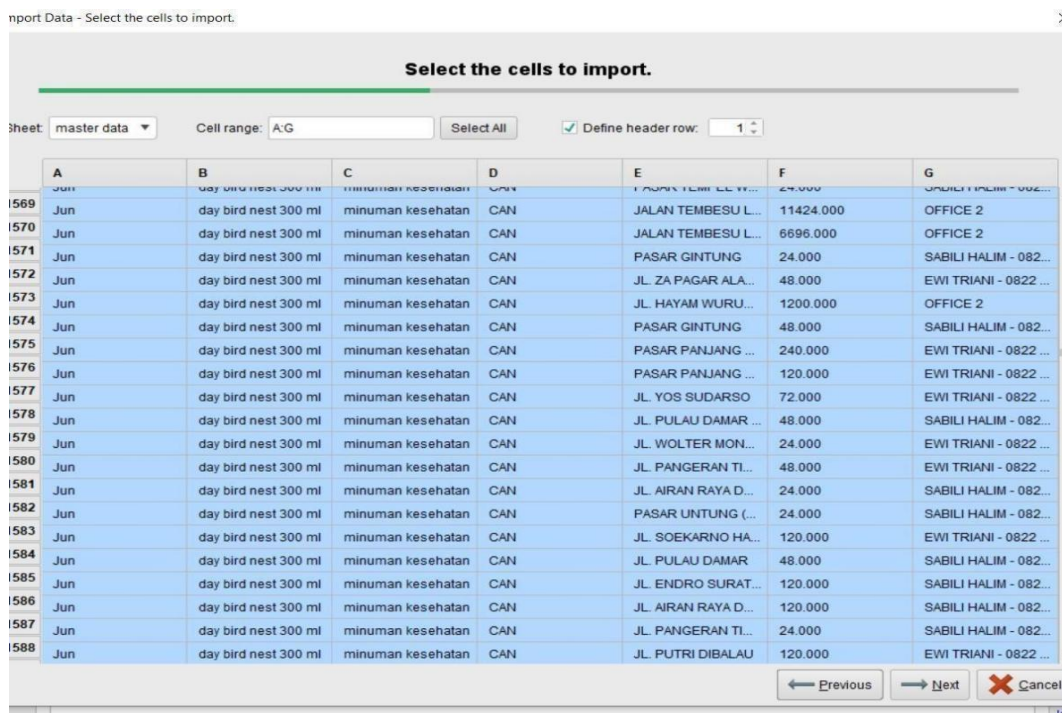 mport Data - Select the cells to import.
Select the cells to import.
Sheet: master data Cell range: A:G Select All Define header row: 1
A B C D E F G
Jun day bird nest 300 ml minuman kesehatan CAN PASAR TEMPEL W... 24.000 SABILI HALIM - 082...
1569 Jun day bird nest 300 ml minuman kesehatan CAN JALAN TEMBESU L... 11424.000 OFFICE 2
1570 Jun day bird nest 300 ml minuman kesehatan CAN JALAN TEMBESU L... 6696.000 OFFICE 2
1571 Jun day bird nest 300 ml minuman kesehatan CAN PASAR GINTUNG 24.000 SABILI HALIM - 082...
1572 Jun day bird nest 300 ml minuman kesehatan CAN JL. ZA PAGAR ALA... 48.000 EWI TRIANI - 0822 ...
1573 Jun day bird nest 300 ml minuman kesehatan CAN JL. HAYAM WURU... 1200.000 OFFICE 2
1574 Jun day bird nest 300 ml minuman kesehatan CAN PASAR GINTUNG 48.000 SABILI HALIM - 082...
1575 Jun day bird nest 300 ml minuman kesehatan CAN PASAR PANJANG ... 240.000 EWI TRIANI - 0822 ...
1576 Jun day bird nest 300 ml minuman kesehatan CAN PASAR PANJANG ... 120.000 EWI TRIANI - 0822 ...
1577 Jun day bird nest 300 ml minuman kesehatan CAN JL. YOS SUDARSO 72.000 EWI TRIANI - 0822 ...
1578 Jun day bird nest 300 ml minuman kesehatan CAN JL. PULAU DAMAR ... 48.000 SABILI HALIM - 082...
1579 Jun day bird nest 300 ml minuman kesehatan CAN JL. WOLTER MON... 24.000 EWI TRIANI - 0822 ...
1580 Jun day bird nest 300 ml minuman kesehatan CAN JL. PANGERAN TI... 48.000 EWI TRIANI - 0822 ...
1581 Jun day bird nest 300 ml minuman kesehatan CAN JL. AIRAN RAYA D... 24.000 SABILI HALIM - 082...
1582 Jun day bird nest 300 ml minuman kesehatan CAN PASAR UNTUNG (... 24.000 SABILI HALIM - 082...
1583 Jun day bird nest 300 ml minuman kesehatan CAN JL. SOEKARNO HA... 120.000 EWI TRIANI - 0822 ...
1584 Jun day bird nest 300 ml minuman kesehatan CAN JL. PULAU DAMAR 48.000 SABILI HALIM - 082...
1585 Jun day bird nest 300 ml minuman kesehatan CAN JL. ENDRO SURAT... 120.000 SABILI HALIM - 082...
1586 Jun day bird nest 300 ml minuman kesehatan CAN JL. AIRAN RAYA D... 120.000 SABILI HALIM - 082...
1587 Jun day bird nest 300 ml minuman kesehatan CAN JL. PANGERAN TI... 24.000 SABILI HALIM - 082...
1588 Jun day bird nest 300 ml minuman kesehatan CAN JL. PUTRI DIBALAU 120.000 EWI TRIANI - 0822 ...
Previous Next Cancel